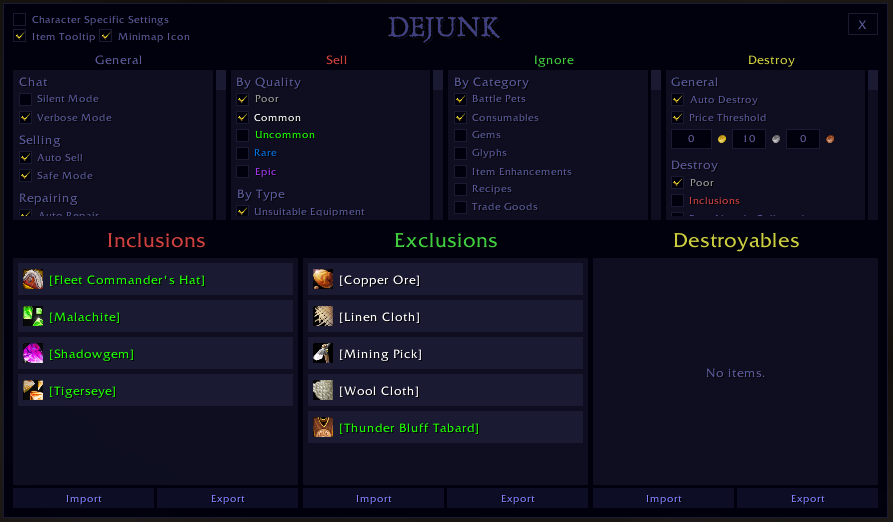 Character Specific Settings
Item Tooltip Minimap Icon
DEJUNK
X
General
Chat
Silent Mode
Verbose Mode
Selling
Auto Sell
Safe Mode
Repairing
Auto Repair
Sell
By Quality
Poor
Common
Uncommon
Rare
Epic
By Type
Unsuitable Equipment
Ignore
By Category
Battle Pets
Consumables
Gems
Glyphs
Item Enhancements
Recipes
Trade Goods
Destroy
General
Auto Destroy
Price Threshold
0 10 0
Destroy
Poor
Inclusions
Inclusions
[Fleet Commander's Hat]
[Malachite]
[Shadowgem]
[Tigerseye]
Import Export
Exclusions
[Copper Ore]
[Linen Cloth]
[Mining Pick]
[Wool Cloth]
[Thunder Bluff Tabard]
Import Export
Destroyables
No items.
Import Export